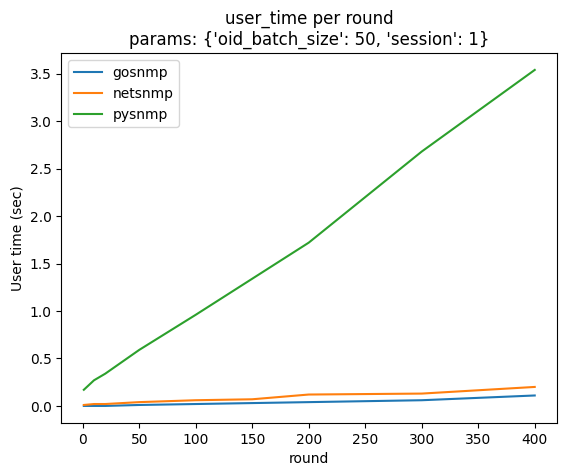 user_time per round
params: {'oid_batch_size': 50, 'session': 1}
gosnmp
netsnmp
pysnmp
User time (sec)
3.5
3.0
2.5
2.0
1.5
1.0
0.5
0.0
0 50 100 150 200 250 300 350 400
round